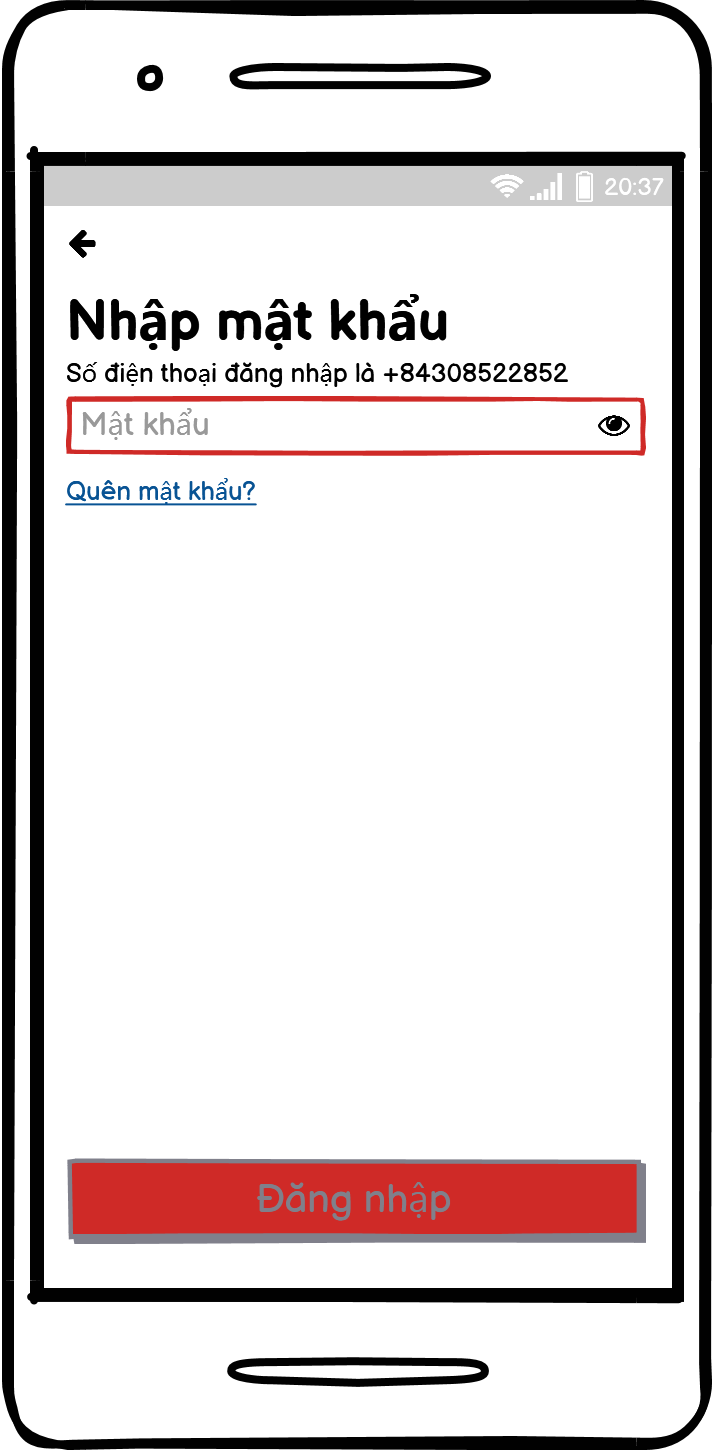 20:37
Nhập mật khẩu
Số điện thoại đăng nhập là +84308522852
Mật khẩu
Quên mật khẩu?
Đăng nhập